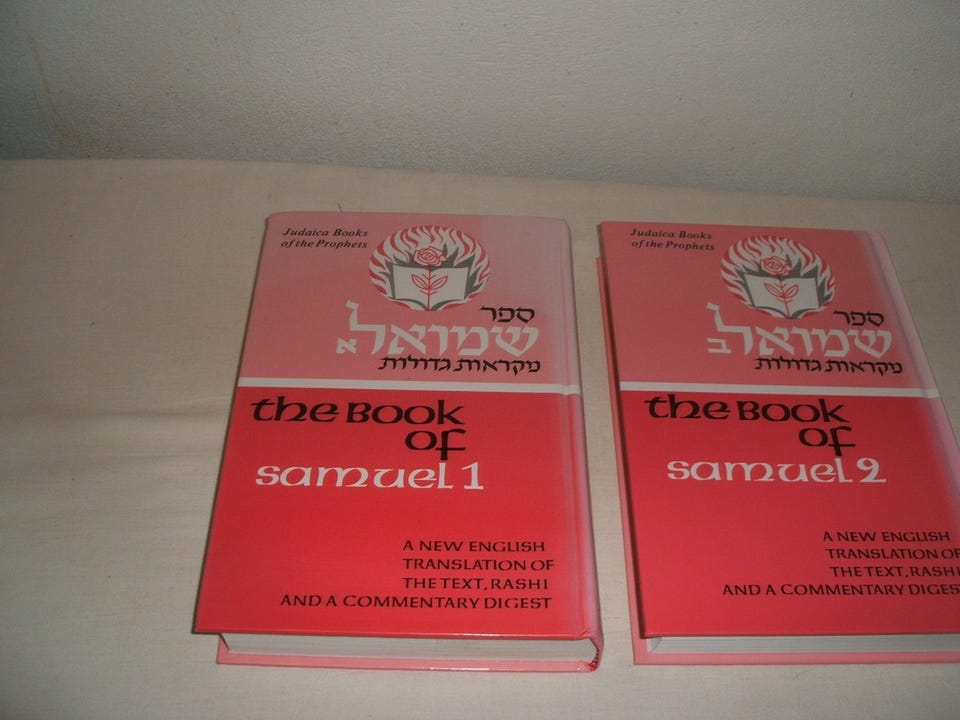 Judaica Books
of the Prophets
ספר
שמואל א
מקראות גדולות
the BOOK
of
samuel 1
A NEW ENGLISH
TRANSLATION OF
THE TEXT, RASHI
AND A COMMENTARY DIGEST
Judaica Books
of the Prophets
ספר
שמואל ב
מקראות גדולות
the BOOK
of
samuel 2
A NEW ENGLISH
TRANSLATION OF
THE TEXT, RASHI
AND A COMMENTARY DIGEST